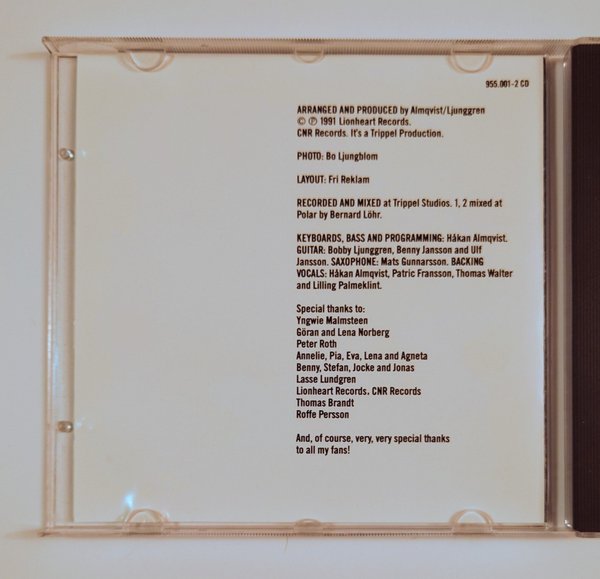 955.001-2 CD
ARRANGED AND PRODUCED by Almqvist/Ljunggren
© ℗ 1991 Lionheart Records.
CNR Records. It's a Trippel Production.
PHOTO: Bo Ljungblom
LAYOUT: Fri Reklam
RECORDED AND MIXED at Trippel Studios. 1, 2 mixed at
Polar by Bernard Löhr.
KEYBOARDS, BASS AND PROGRAMMING: Håkan Almqvist.
GUITAR: Bobby Ljunggren, Benny Jansson and Ulf
Jansson. SAXOPHONE: Mats Gunnarsson. BACKING
VOCALS: Håkan Almqvist, Patric Fransson, Thomas Walter
and Lilling Palmeklint.
Special thanks to:
Yngwie Malmsteen
Göran and Lena Norberg
Peter Roth
Annelie, Pia, Eva, Lena and Agneta
Benny, Stefan, Jocke and Jonas
Lasse Lundgren
Lionheart Records. CNR Records
Thomas Brandt
Roffe Persson
And, of course, very, very special thanks
to all my fans!